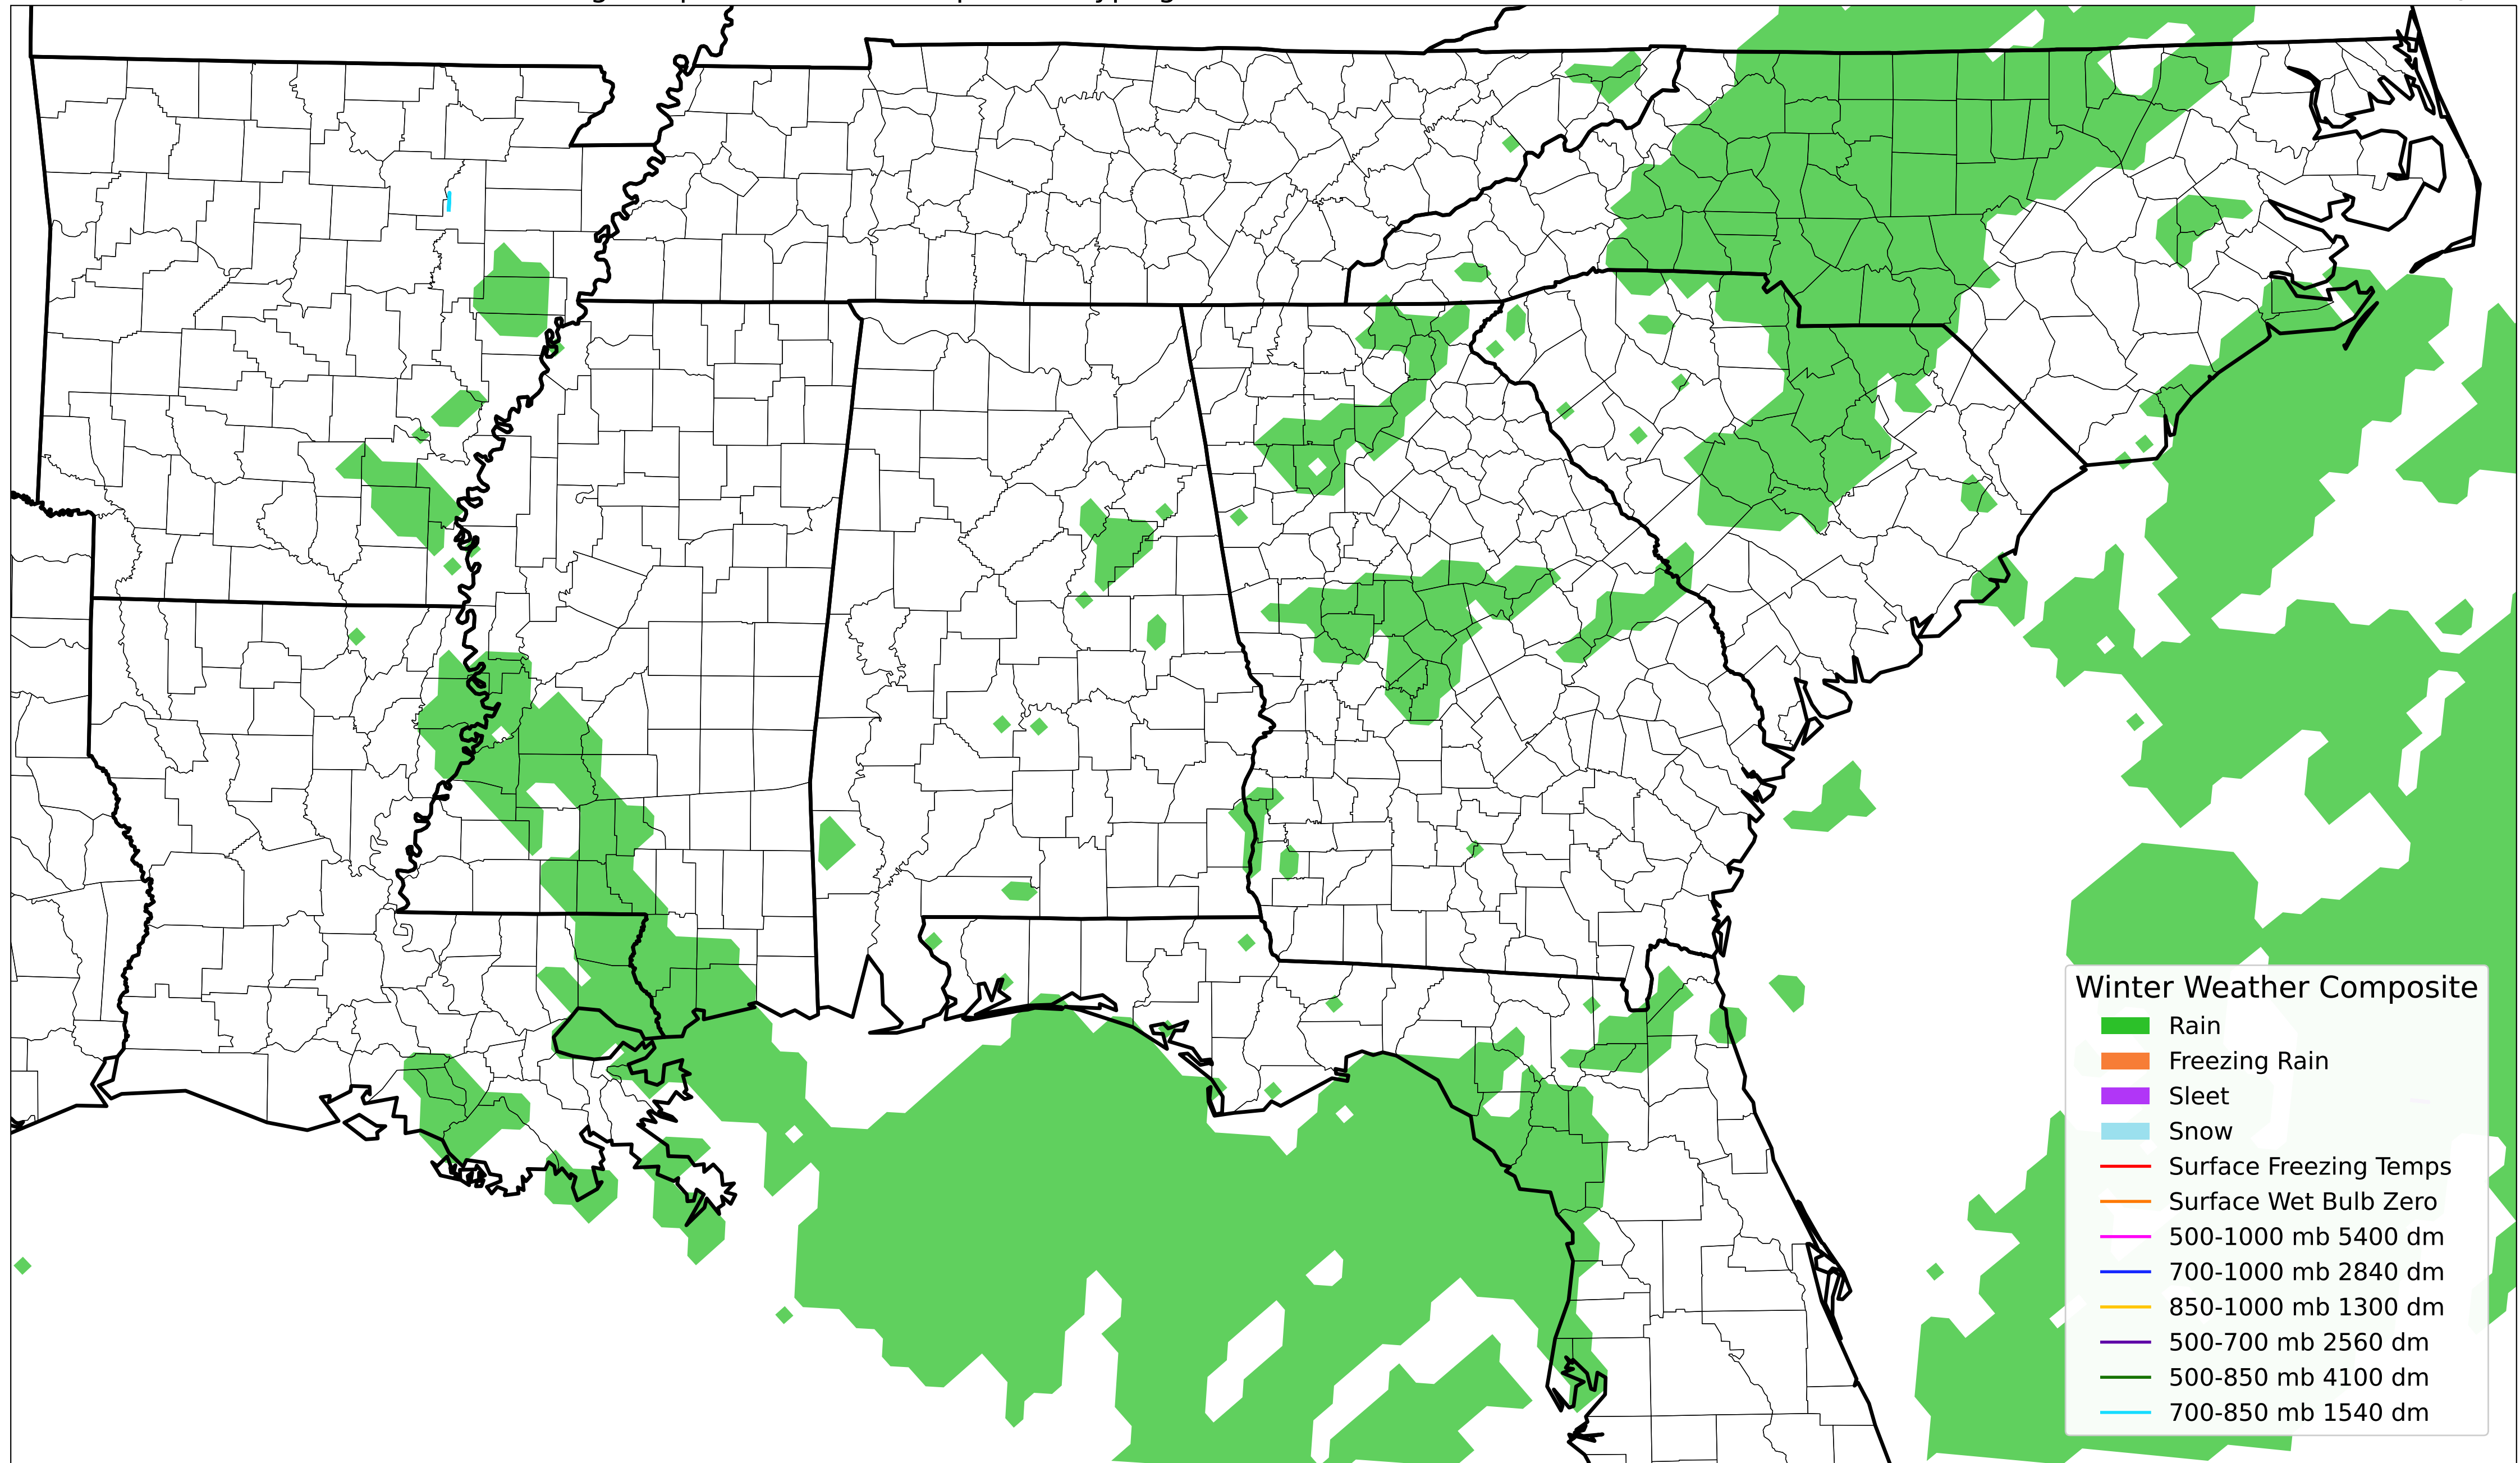 Winter Weather Composite
Rain
Freezing Rain
Sleet
Snow
Surface Freezing Temps
Surface Wet Bulb Zero
500-1000 mb 5400 dm
700-1000 mb 2840 dm
850-1000 mb 1300 dm
500-700 mb 2560 dm
500-850 mb 4100 dm
700-850 mb 1540 dm